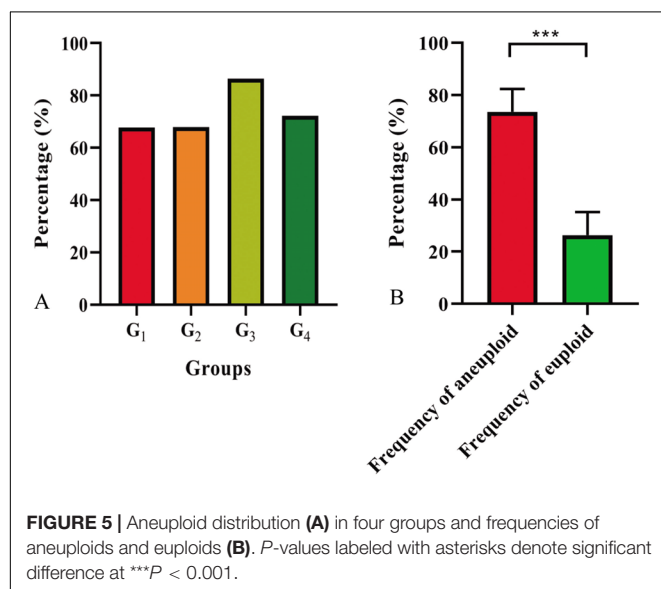 100
80
60
40
20
0
Percentage (%)
A
G₁ G₂ G₃ G₄
Groups
***
100
80
60
40
20
0
Percentage (%)
B
Frequency of aneuploid
Frequency of euploid
FIGURE 5 | Aneuploid distribution (A) in four groups and frequencies of
aneuploids and euploids (B). P-values labeled with asterisks denote significant
difference at ***P < 0.001.